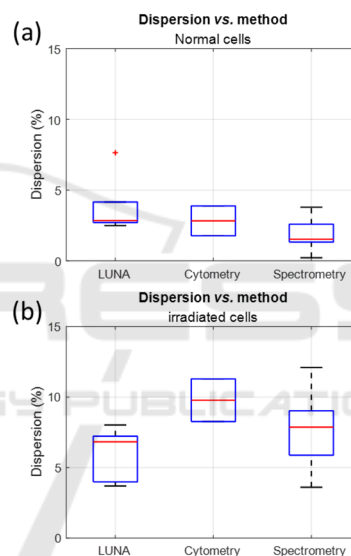 (a)
Dispersion vs. method
Normal cells
15
10
5
0
Dispersion (%)
LUNA Cytometry Spectrometry
(b)
Dispersion vs. method
irradiated cells
15
10
5
0
Dispersion (%)
LUNA Cytometry Spectrometry